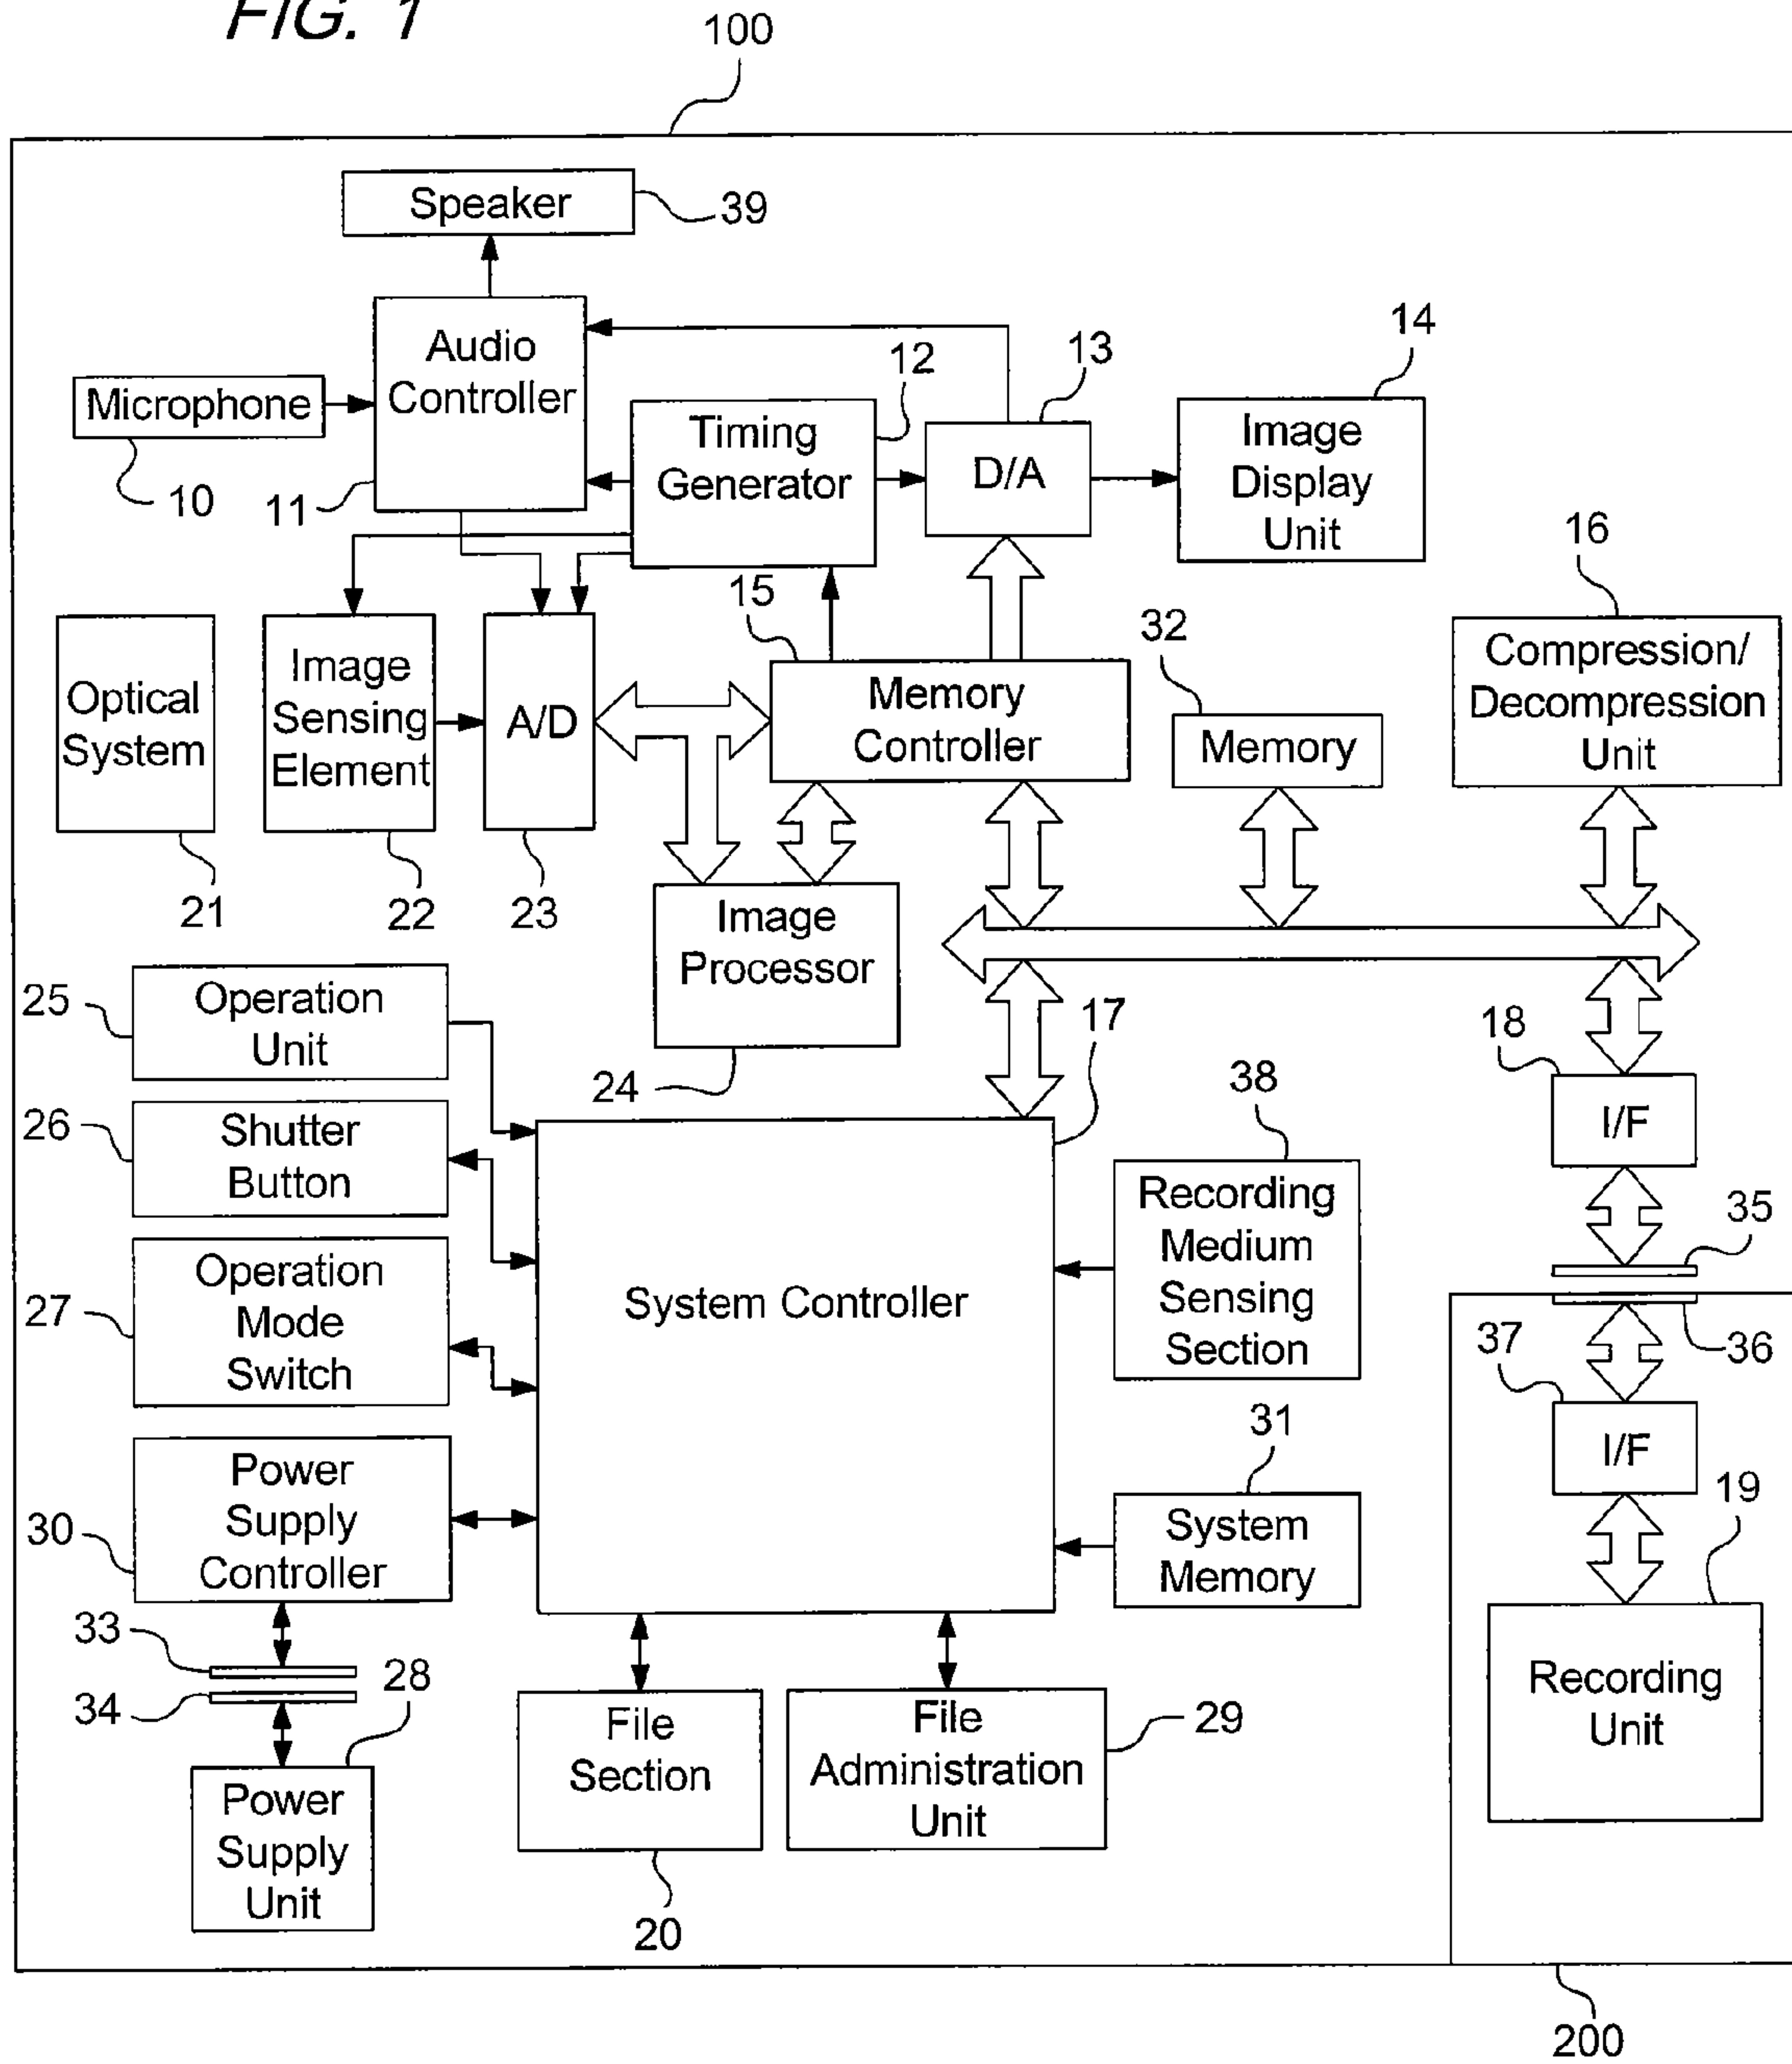 FIG. 1
100
Speaker
39
Audio
Controller
11
Microphone
10
Timing
Generator
12
D/A
13
Image
Display
Unit
14
Optical
System
21
Image
Sensing
Element
22
A/D
23
15
Memory
Controller
32
Memory
16
Compression/
Decompression
Unit
Image
Processor
24
25
Operation
Unit
26
Shutter
Button
27
Operation
Mode
Switch
30
Power
Supply
Controller
33
34
28
Power
Supply
Unit
17
System Controller
38
Recording
Medium
Sensing
Section
31
System
Memory
File
Section
20
File
Administration
Unit
29
18
I/F
35
36
37
I/F
19
Recording
Unit
200